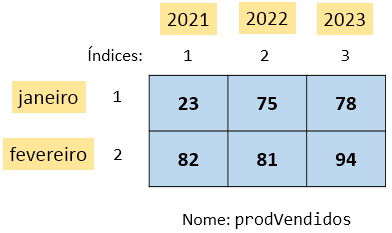 2021 2022 2023
Índices: 1 2 3
janeiro 1 23 75 78
fevereiro 2 82 81 94
Nome: prodVendidos